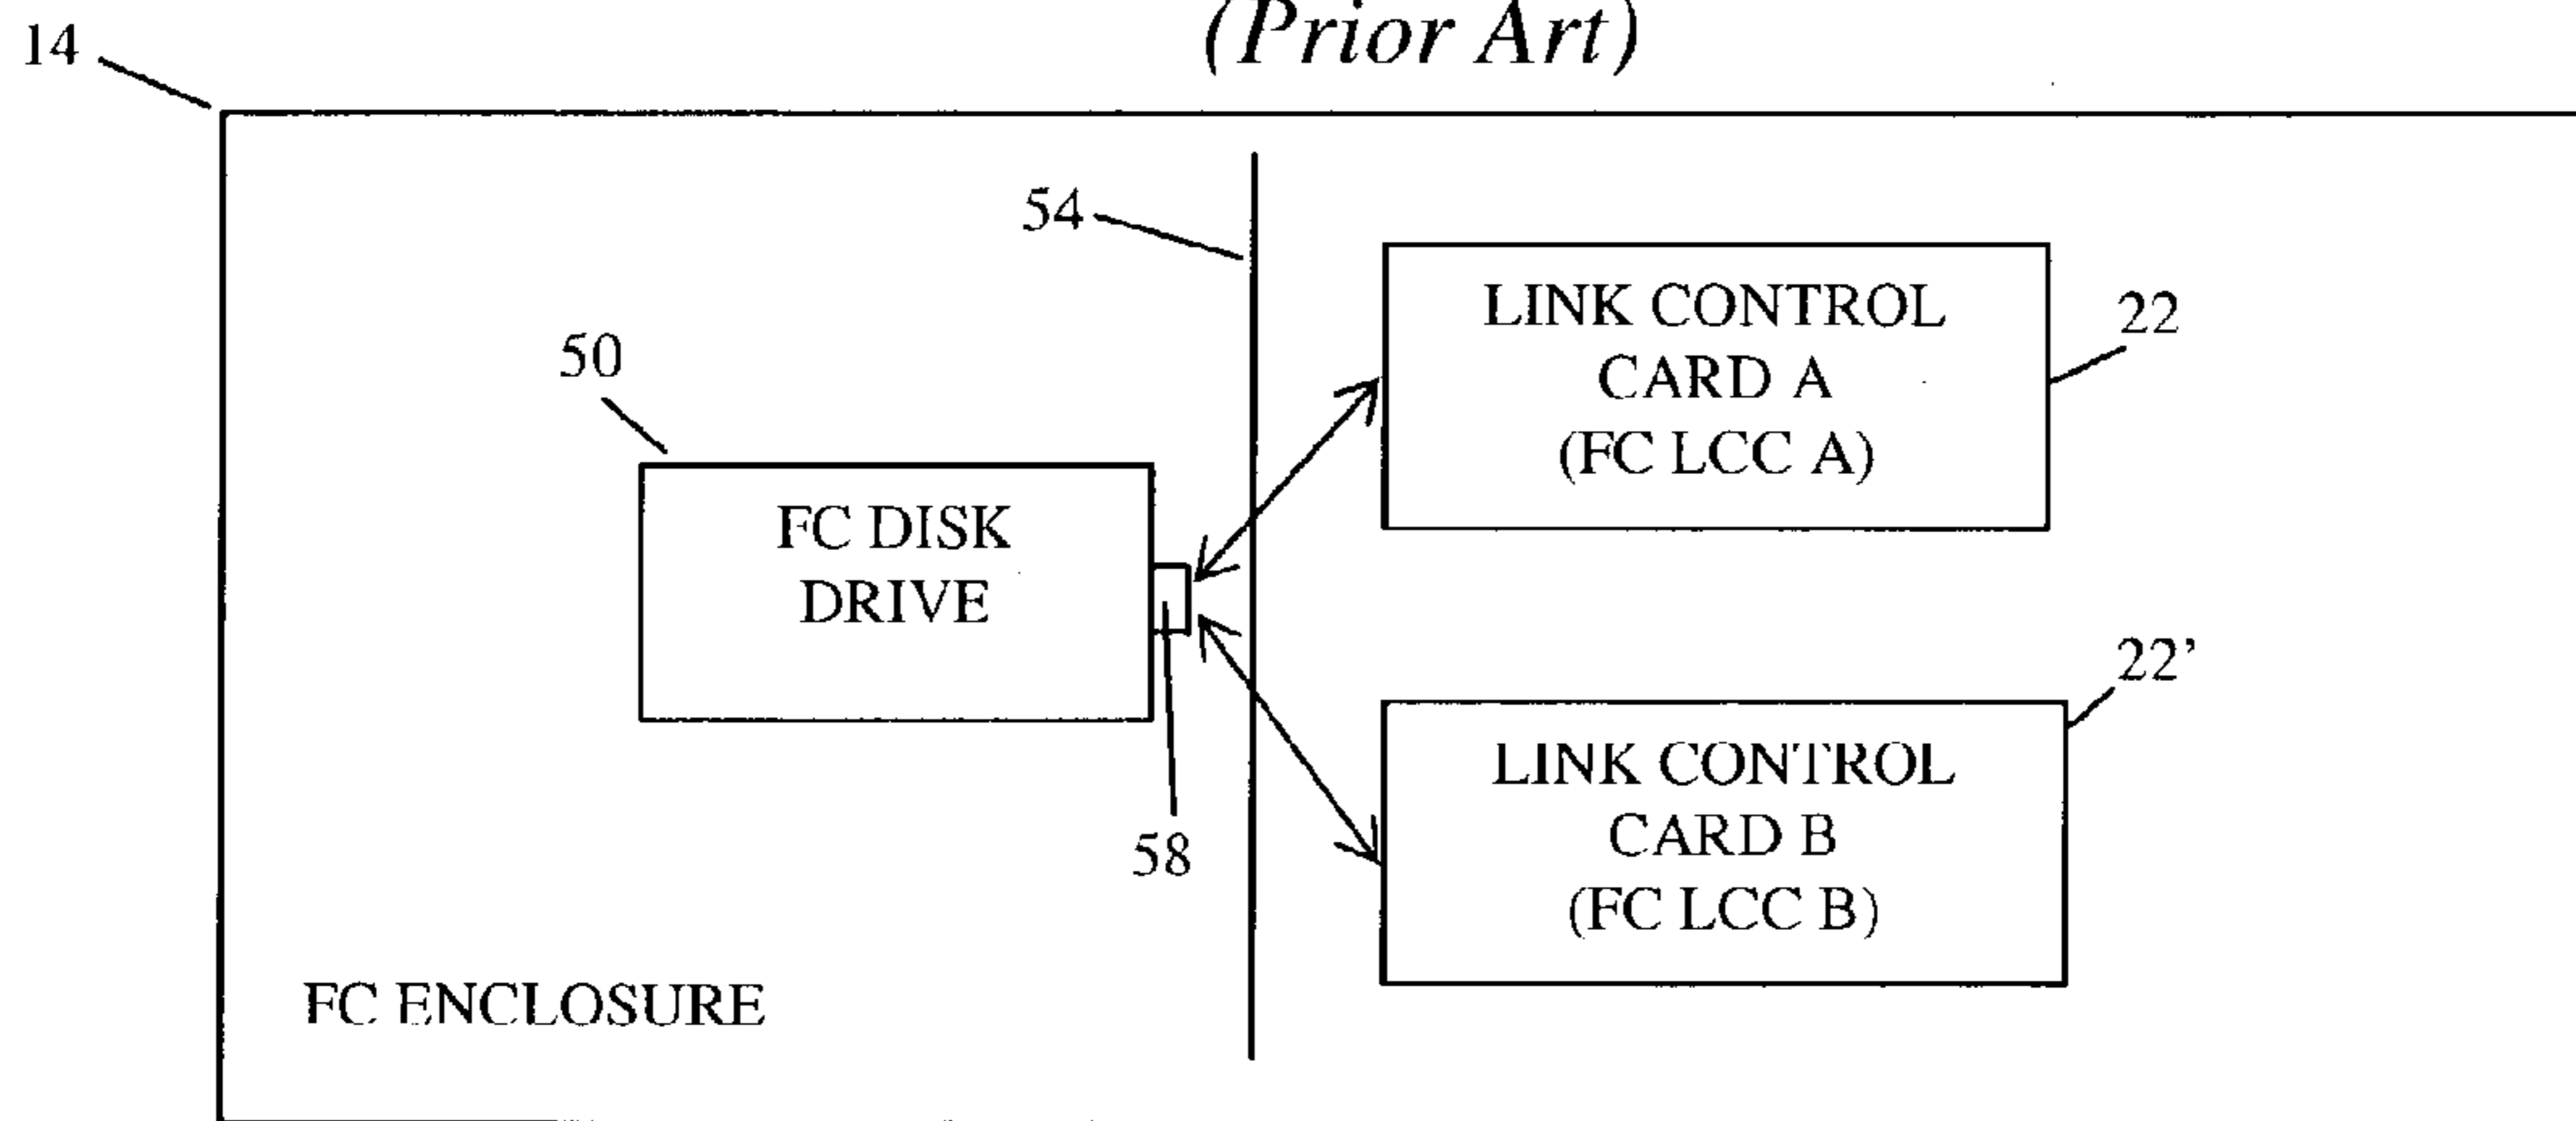 (Prior Art)
14
54
LINK CONTROL
CARD A
(FC LCC A)
22
50
FC DISK
DRIVE
22'
LINK CONTROL
CARD B
(FC LCC B)
58
FC ENCLOSURE